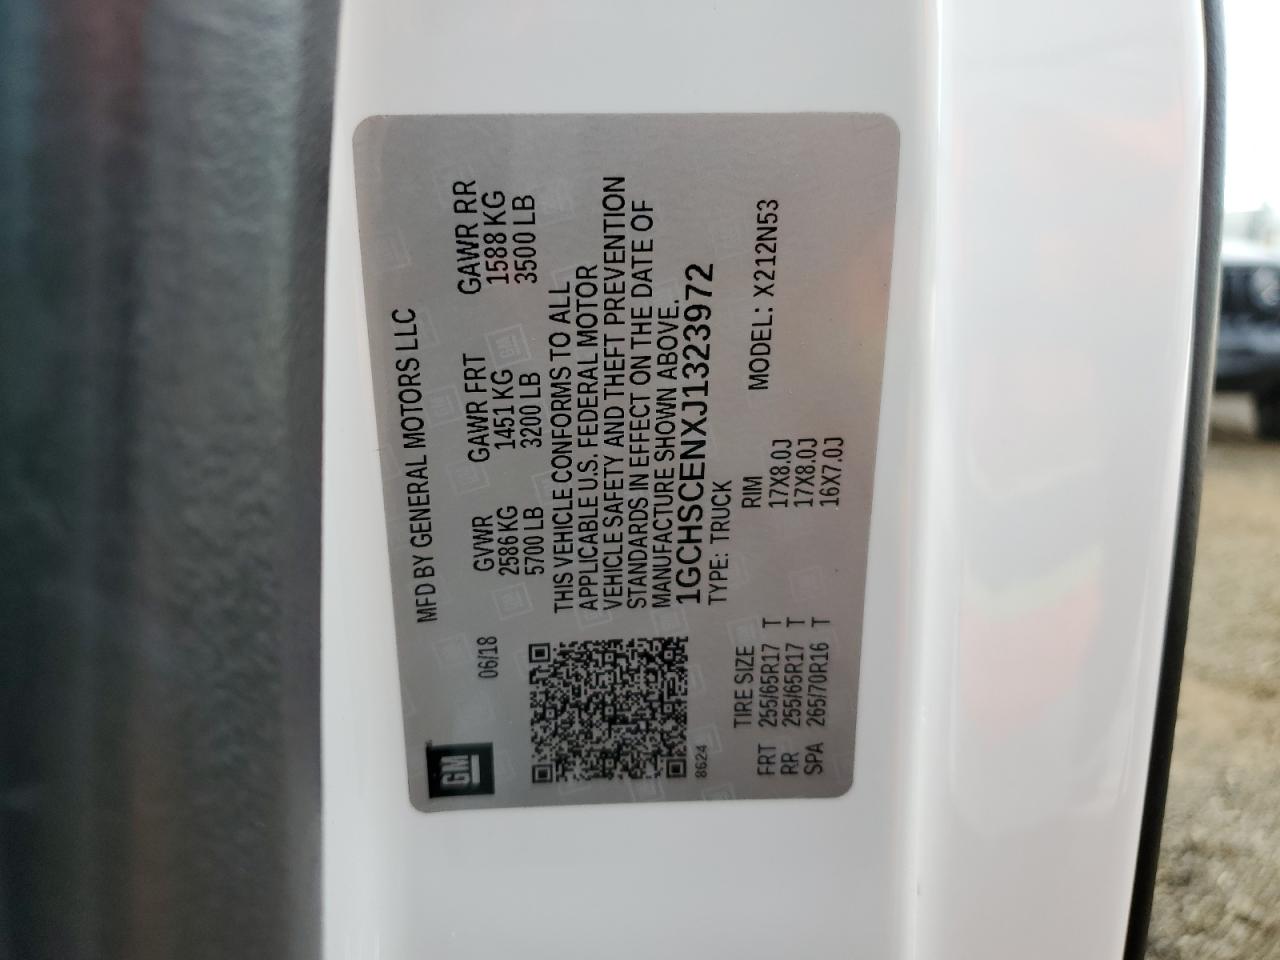 GM
MFD BY GENERAL MOTORS LLC
06/18
GVWR GAWR FRT GAWR RR
2586 KG 1451 KG 1588 KG
5700 LB 3200 LB 3500 LB
THIS VEHICLE CONFORMS TO ALL
APPLICABLE U.S. FEDERAL MOTOR
VEHICLE SAFETY AND THEFT PREVENTION
STANDARDS IN EFFECT ON THE DATE OF
MANUFACTURE SHOWN ABOVE.
1GCHSCENXJ1323972
8624
TYPE: TRUCK
MODEL: X212N53
TIRE SIZE RIM
FRT 255/65R17 T 17X8.0J
RR 255/65R17 T 17X8.0J
SPA 265/70R16 T 16X7.0J